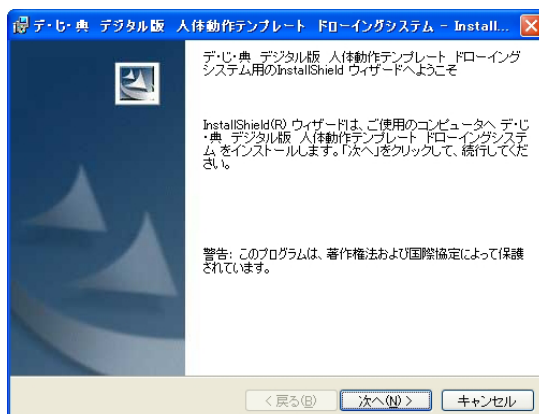 デ・じ・典 デジタル版 人体動作テンプレート ドローイングシステム - Install...
デ・じ・典 デジタル版 人体動作テンプレート ドローイング
システム用のInstallShield ウィザードへようこそ
InstallShield(R) ウィザードは、ご使用のコンピュータへ デ・じ
・典 デジタル版 人体動作テンプレート ドローイングシステ
ム をインストールします。「次へ」をクリックして、続行してくだ
さい。
警告: このプログラムは、著作権法および国際協定によって保護
されています。
< 戻る(B)
次へ(N) >
キャンセル